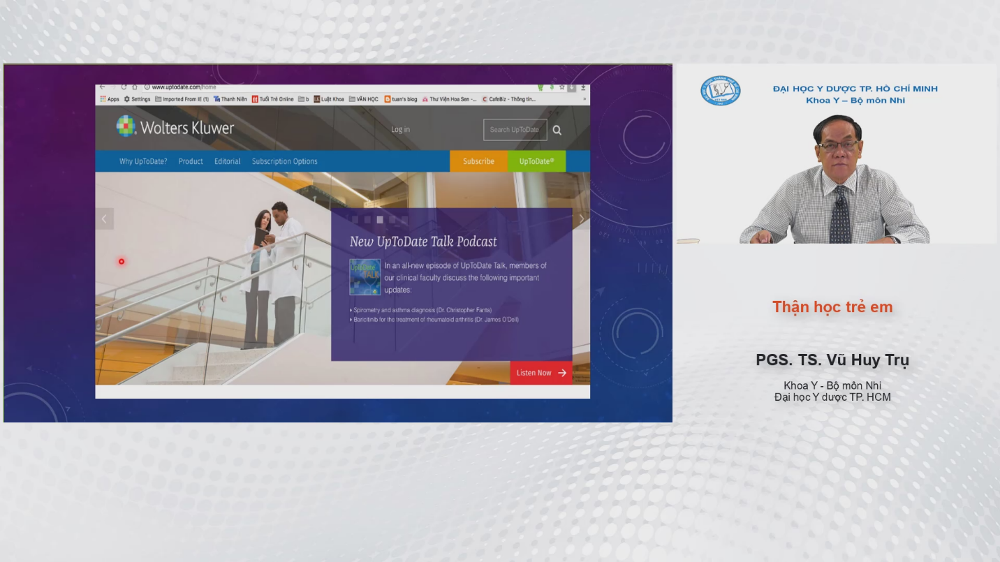 www.uptodate.com/home
Apps Settings Imported From IE (1) Thanh Niên Tuổi Trẻ Online b Luật Khoa VĂN HỌC tuan's blog Thư Viện Hoa Sen -... CafeBiz - Thông tin... »
Wolters Kluwer
Log in
Search UpToDate
Why UpToDate? Product Editorial Subscription Options
Subscribe
UpToDate®
New UpToDate Talk Podcast
UpToDate
TALK
In an all-new episode of UpToDate Talk, members of
our clinical faculty discuss the following important
updates:
Spirometry and asthma diagnosis (Dr. Christopher Fanta)
Baricitinib for the treatment of rheumatoid arthritis (Dr. James O'Dell)
Listen Now
ĐẠI HỌC Y DƯỢC TP. HỒ CHÍ MINH
Khoa Y – Bộ môn Nhi
Thận học trẻ em
PGS. TS. Vũ Huy Trụ
Khoa Y - Bộ môn Nhi
Đại học Y dược TP. HCM